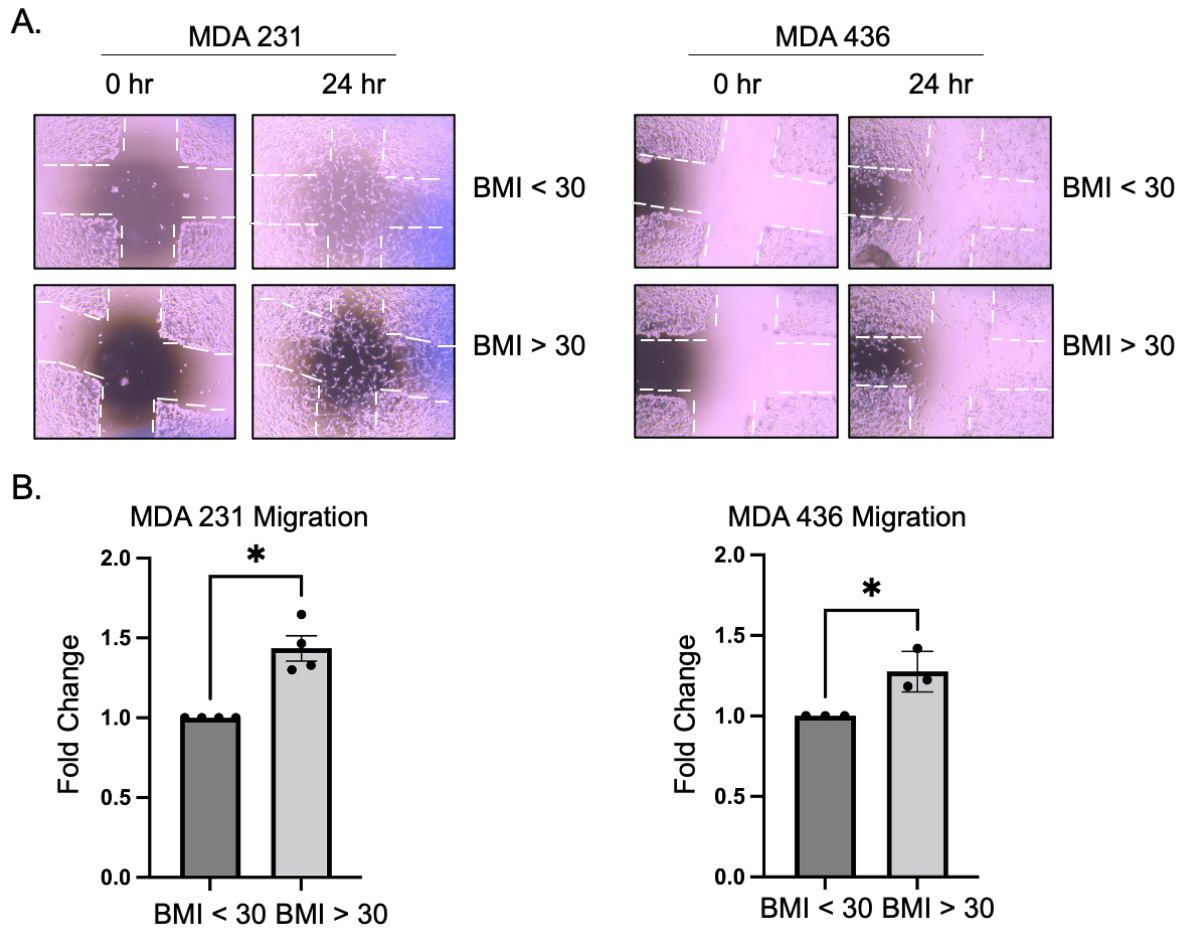 A.
MDA 231
MDA 436
0 hr
24 hr
0 hr
24 hr
BMI < 30
BMI < 30
BMI > 30
BMI > 30
B.
MDA 231 Migration
MDA 436 Migration
*
*
Fold Change
2.0
1.5
1.0
0.5
0.0
BMI < 30 BMI > 30
Fold Change
2.0
1.5
1.0
0.5
0.0
BMI < 30 BMI > 30